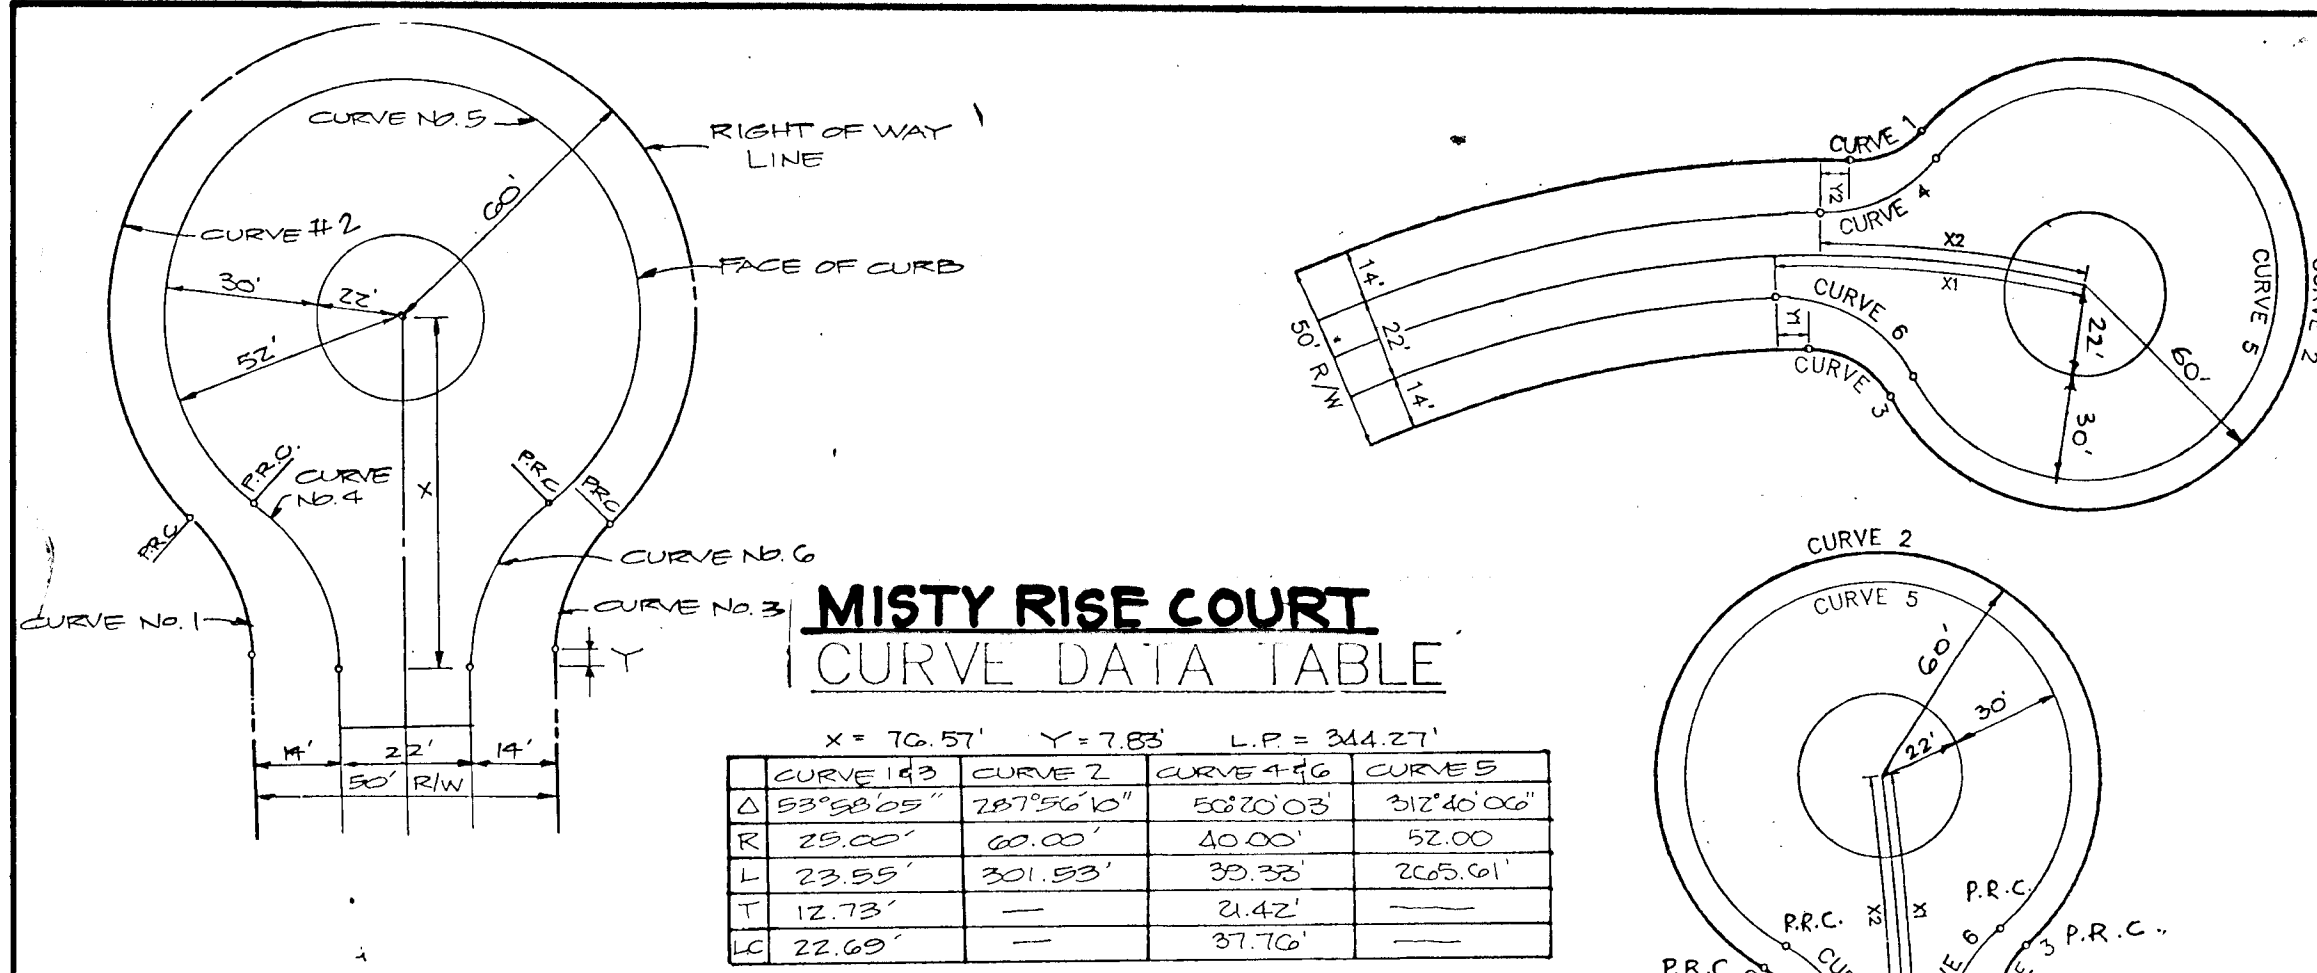 CURVE NO. 5
RIGHT OF WAY
LINE
60'
CURVE #2
FACE OF CURB
30'
22'
52'
P.R.C.
CURVE
NO. 4
X
P.R.C
PRC
P.R.C
CURVE NO. 6
CURVE NO. 1
CURVE NO. 3
Y
14'
22'
14'
50' R/W
MISTY RISE COURT
CURVE DATA TABLE
X = 76.57' Y = 7.83' L.P. = 344.27'
CURVE 1 & 3 CURVE 2 CURVE 4 & 6 CURVE 5
Δ 53°58'05" 287°56'10" 56°20'03' 312°40'06"
R 25.00' 60.00' 40.00' 52.00
L 23.55' 301.53' 39.33' 265.61'
T 12.73' — 21.42' —
LC 22.69' — 37.76' —
CURVE 1
Y2
CURVE 4
X2
X1
CURVE 6
Y1
CURVE 3
14'
22'
14'
50' R/W
22'
30'
60'
CURVE 5
CURVE 2
CURVE 2
CURVE 5
60'
30'
22'
X2
X1
P.R.C.
P.R.C.
6
3 P.R.C.
P.R.C